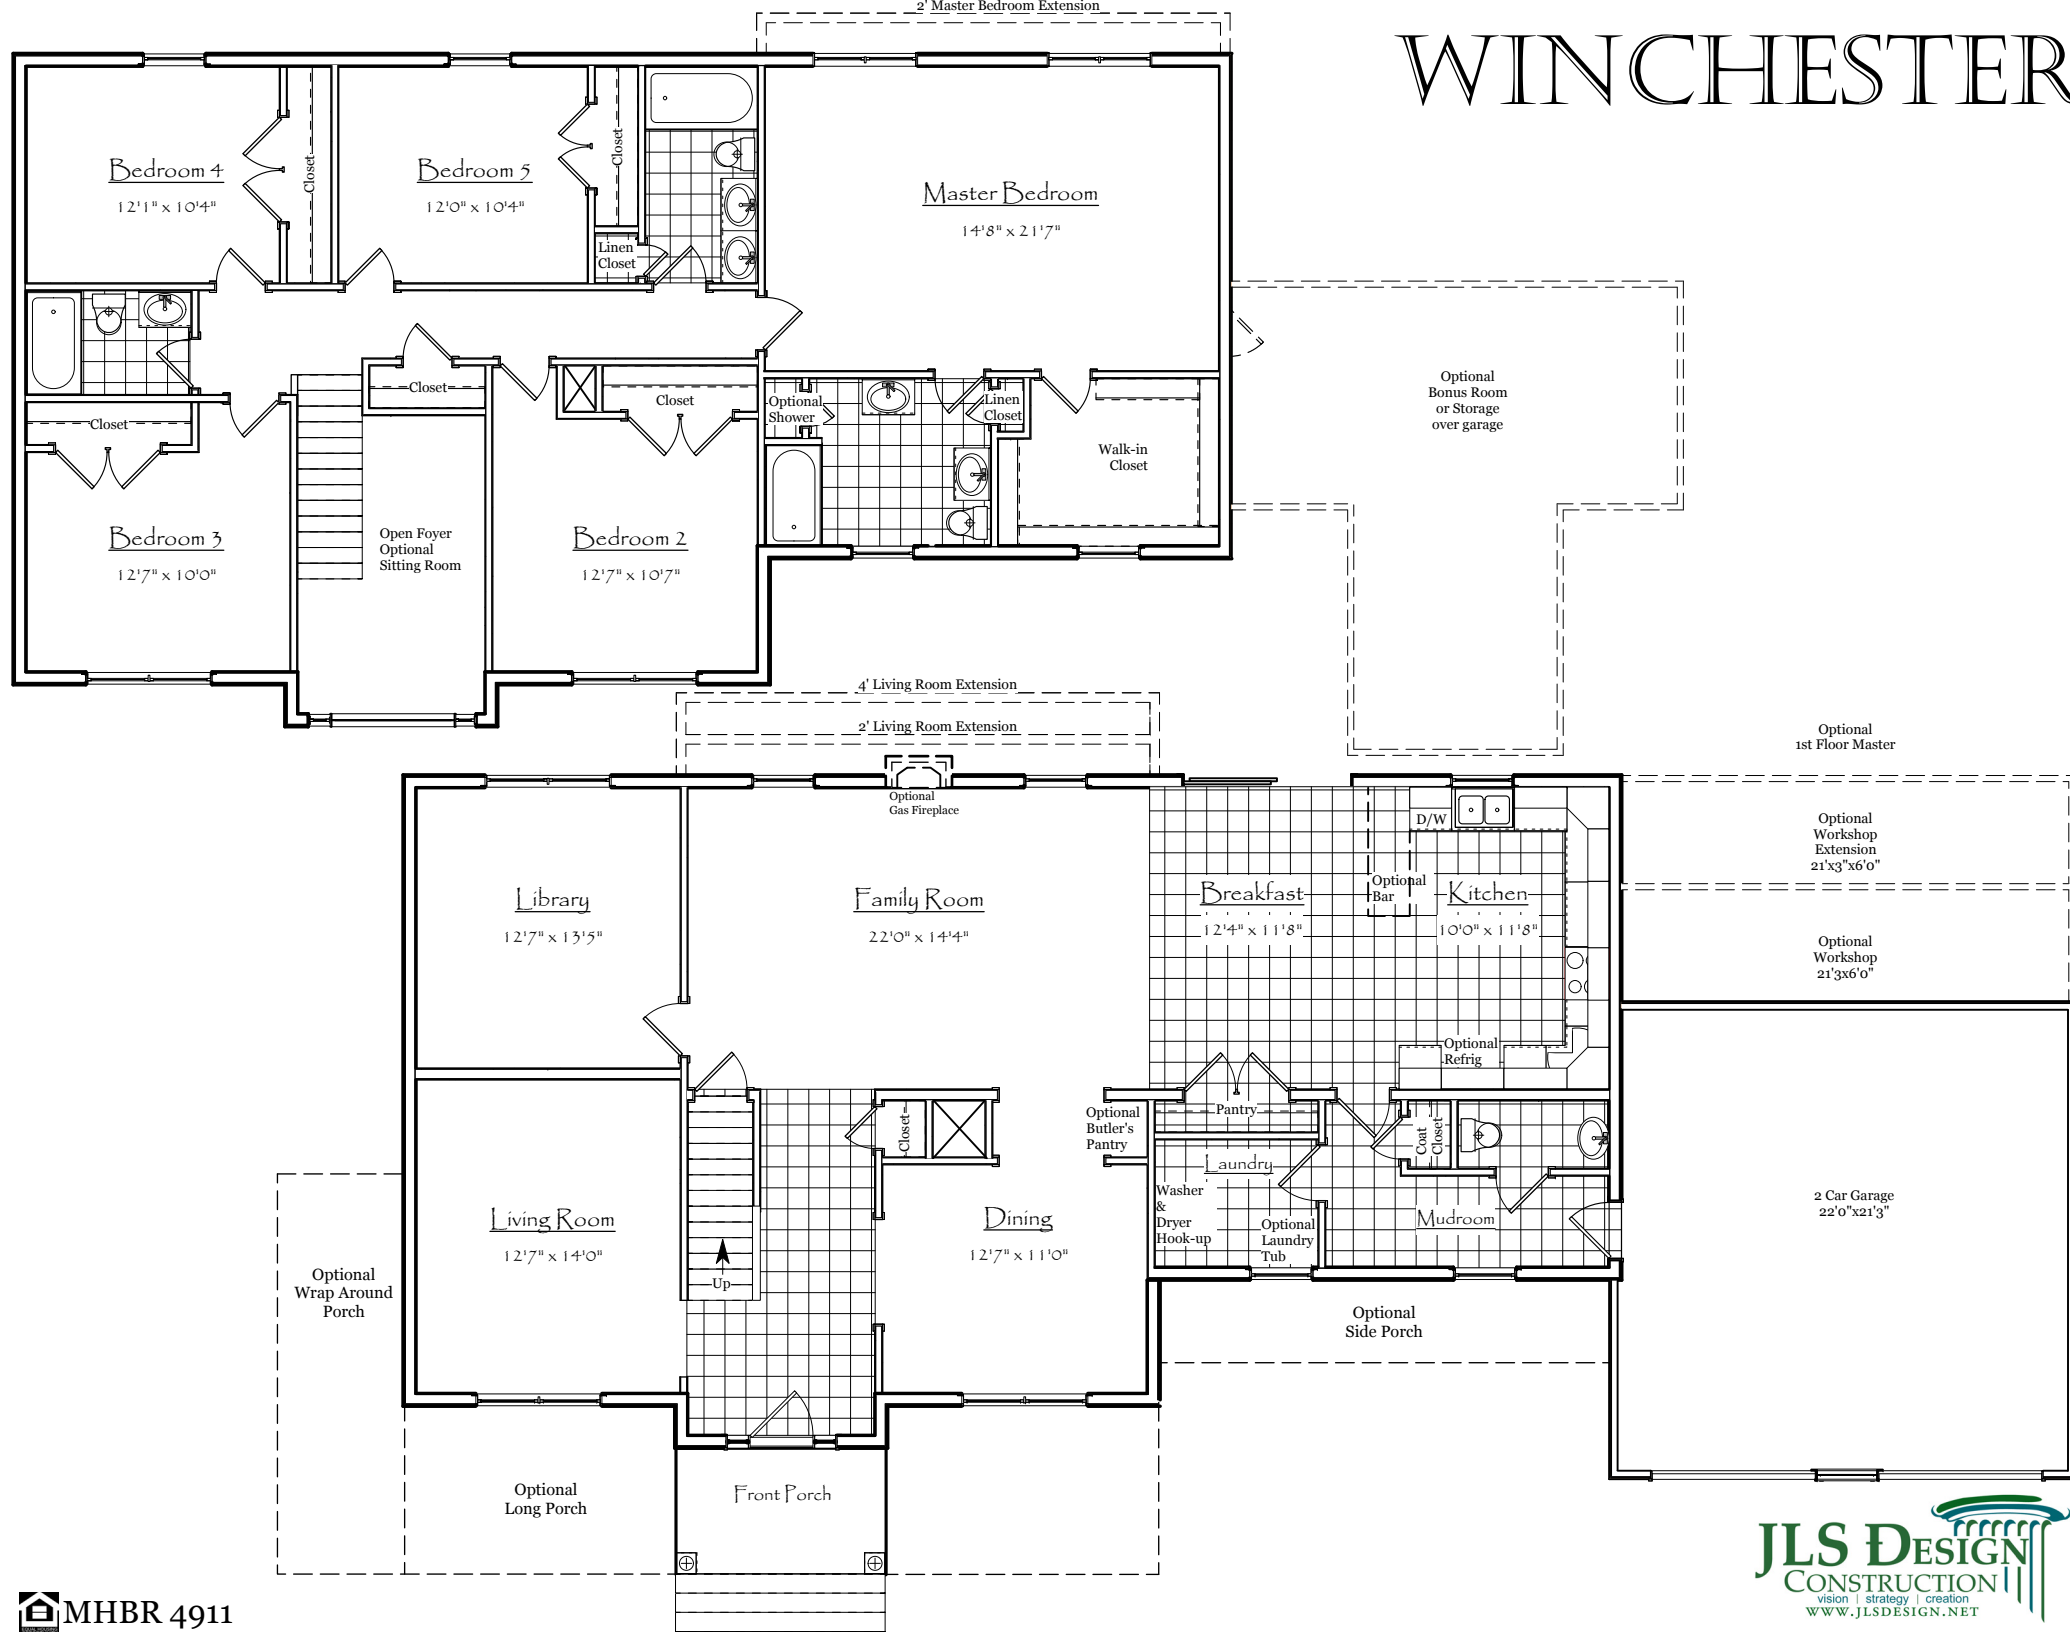 2' Master Bedroom Extension
WINCHESTER
Bedroom 4
12'1" x 10'4"
Closet
Bedroom 5
12'0" x 10'4"
Closet
Linen
Closet
Master Bedroom
14'8" x 21'7"
Closet
Closet
Closet
Optional
Shower
Linen
Closet
Walk-in
Closet
Optional
Bonus Room
or Storage
over garage
Bedroom 3
12'7" x 10'0"
Open Foyer
Optional
Sitting Room
Bedroom 2
12'7" x 10'7"
4' Living Room Extension
2' Living Room Extension
Optional
1st Floor Master
Optional
Gas Fireplace
D/W
Optional
Workshop
Extension
21'x3"x6'0"
Library
12'7" x 13'5"
Family Room
22'0" x 14'4"
Breakfast
12'4" x 11'8"
Optional
Bar
Kitchen
10'0" x 11'8"
Optional
Workshop
21'3x6'0"
Optional
Refrig
Closet
Optional
Butler's
Pantry
Pantry
Coat
Closet
Laundry
Washer
&
Dryer
Hook-up
Optional
Laundry
Tub
Mudroom
2 Car Garage
22'0"x21'3"
Living Room
12'7" x 14'0"
Up
Dining
12'7" x 11'0"
Optional
Wrap Around
Porch
Optional
Side Porch
Optional
Long Porch
Front Porch
JLS DESIGN
CONSTRUCTION
vision | strategy | creation
WWW.JLSDESIGN.NET
EQUAL HOUSING
MHBR 4911